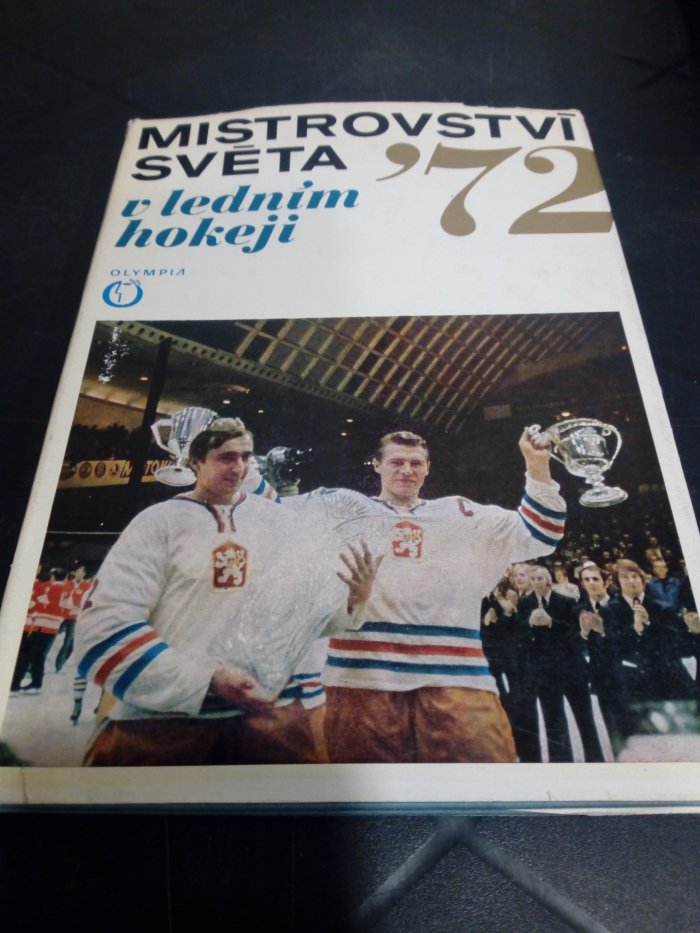 MISTROVSTVÍ
SVĚTA ’72
v ledním
hokeji
OLYMPIA
C